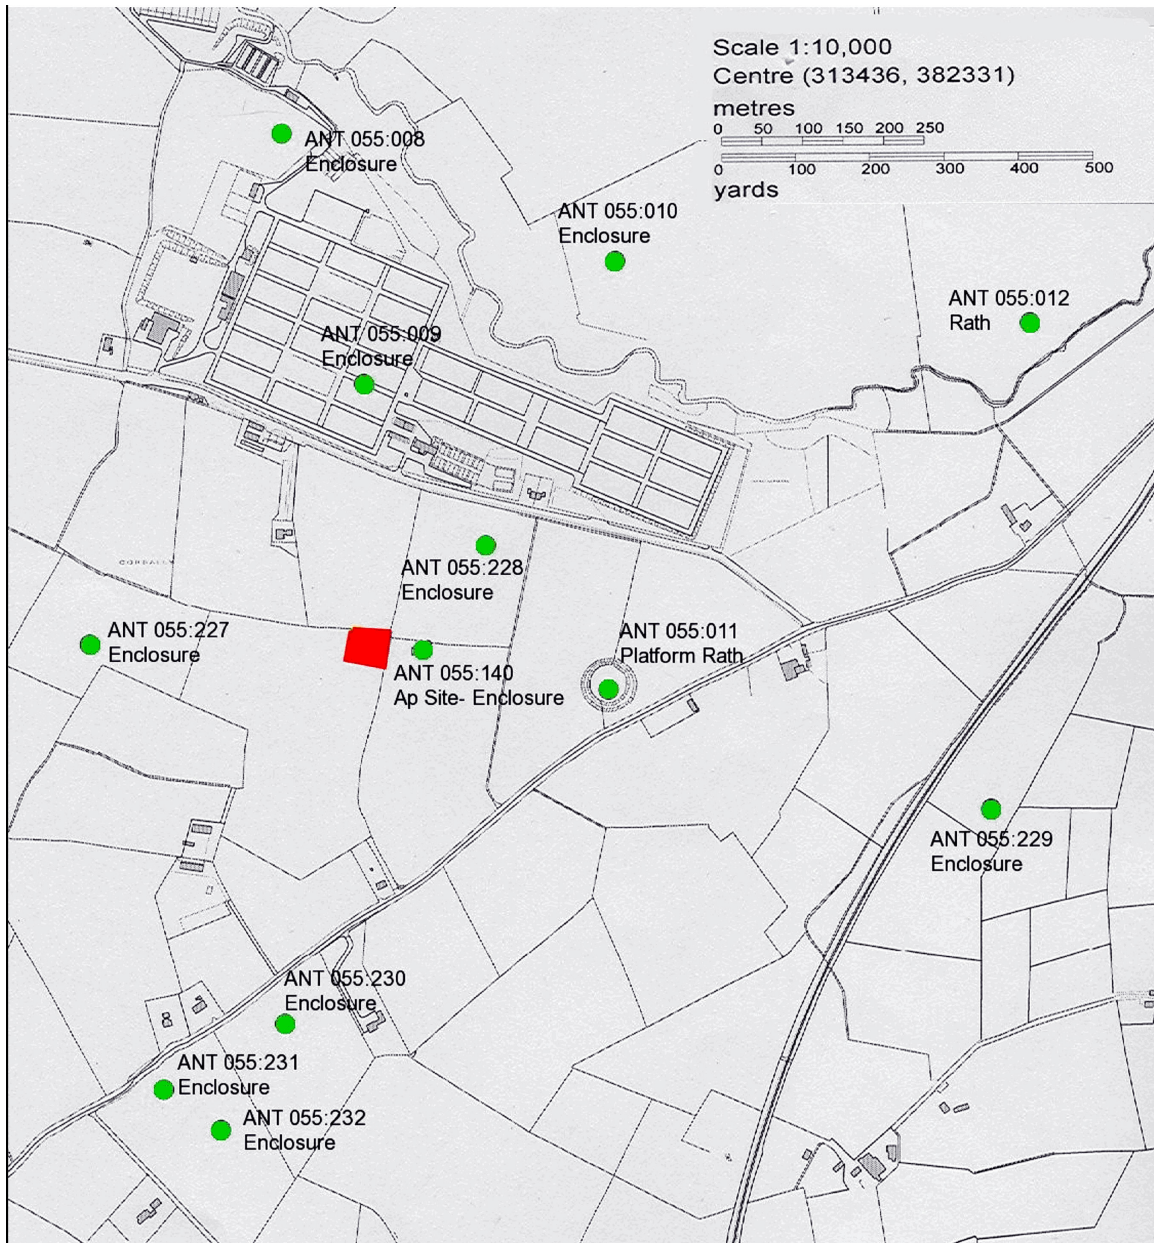 Scale 1:10,000
Centre (313436, 382331)
metres
0 50 100 150 200 250
0 100 200 300 400 500
yards
ANT 055:008
Enclosure
ANT 055:010
Enclosure
ANT 055:012
Rath
ANT 055:009
Enclosure
CORBALLY
ANT 055:228
Enclosure
ANT 055:227
Enclosure
ANT 055:011
Platform Rath
ANT 055:140
Ap Site- Enclosure
ANT 055:229
Enclosure
ANT 055:230
Enclosure
ANT 055:231
Enclosure
ANT 055:232
Enclosure